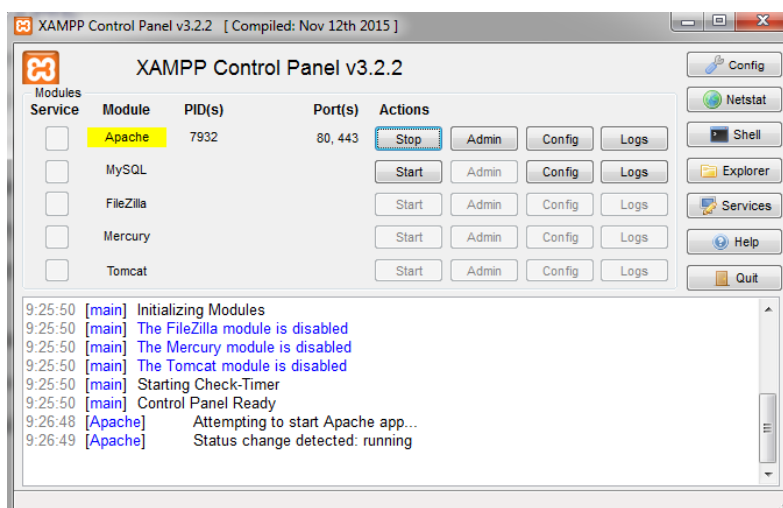 XAMPP Control Panel v3.2.2 [ Compiled: Nov 12th 2015 ]
XAMPP Control Panel v3.2.2
Config
Modules
Service Module PID(s) Port(s) Actions
Netstat
Apache 7932 80, 443 Stop Admin Config Logs
Shell
MySQL Start Admin Config Logs
Explorer
FileZilla Start Admin Config Logs
Services
Mercury Start Admin Config Logs
Help
Tomcat Start Admin Config Logs
Quit
9:25:50 [main] Initializing Modules
9:25:50 [main] The FileZilla module is disabled
9:25:50 [main] The Mercury module is disabled
9:25:50 [main] The Tomcat module is disabled
9:25:50 [main] Starting Check-Timer
9:25:50 [main] Control Panel Ready
9:26:48 [Apache] Attempting to start Apache app...
9:26:49 [Apache] Status change detected: running